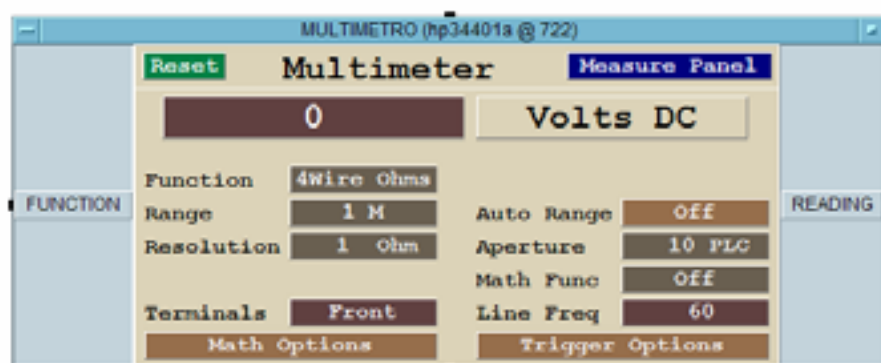 MULTIMETRO (hp34401a @ 722)
Reset Multimeter Measure Panel
0 Volts DC
Function 4Wire Ohms
FUNCTION Range 1 M Auto Range Off READING
Resolution 1 Ohm Aperture 10 PLC
Math Func Off
Terminals Front Line Freq 60
Math Options Trigger Options